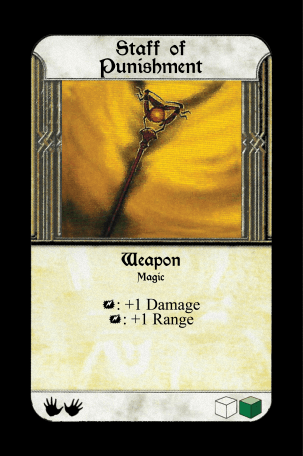 Staff of
Punishment
Weapon
Magic
: +1 Damage
: +1 Range